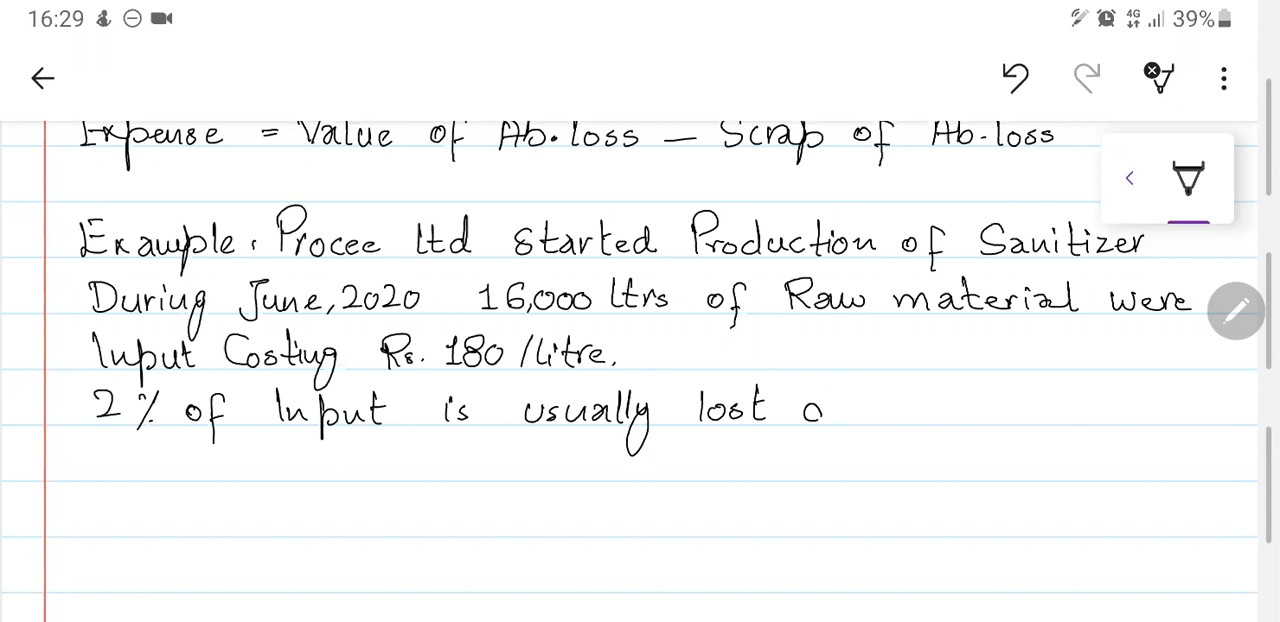 16:29 4G 39%
Expense = Value of Ab. loss - Scrap of Ab. loss
Example. Procee ltd started Production of Sanitizer
During June, 2020 16,000 ltrs of Raw material were
Input Costing Rs. 180 / litre.
2 % of Input is usually lost o